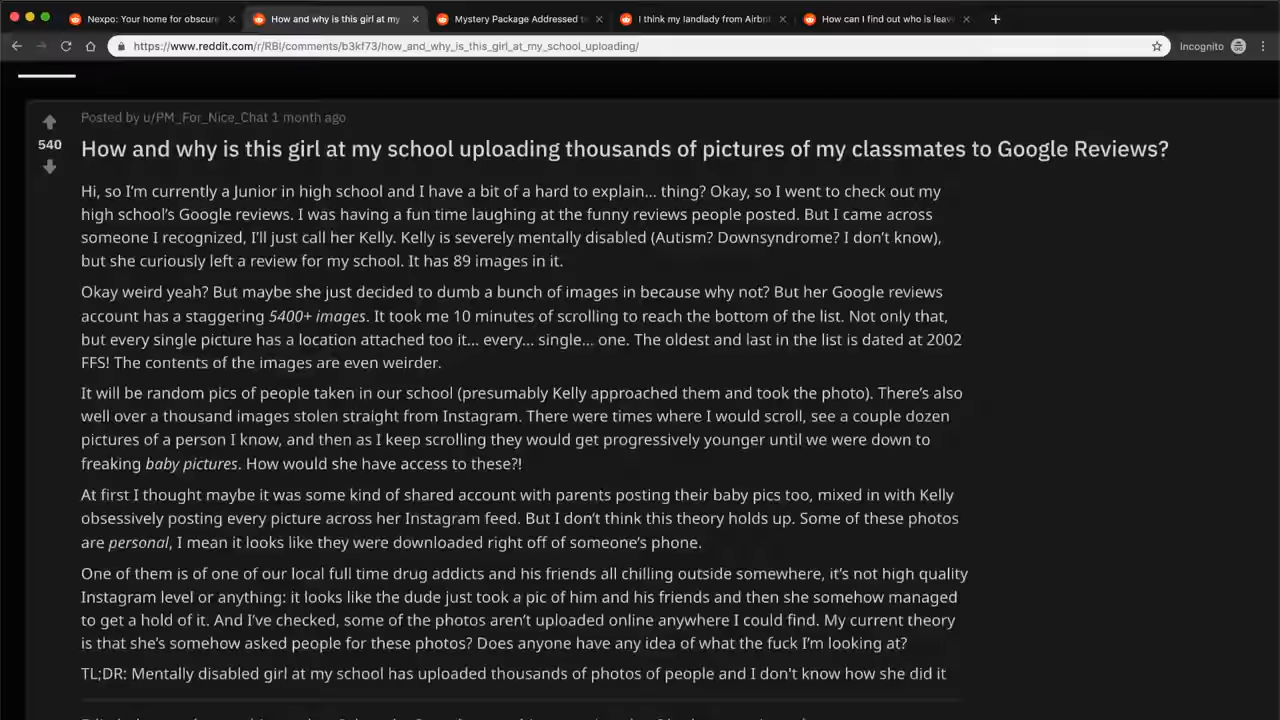 Nexpo: Your home for obscure
How and why is this girl at my
Mystery Package Addressed t
I think my landlady from Airbn
How can I find out who is leav
https://www.reddit.com/r/RBI/comments/b3kf73/how_and_why_is_this_girl_at_my_school_uploading/
Incognito
Posted by u/PM_For_Nice_Chat 1 month ago
540
How and why is this girl at my school uploading thousands of pictures of my classmates to Google Reviews?
Hi, so I'm currently a Junior in high school and I have a bit of a hard to explain... thing? Okay, so I went to check out my
high school's Google reviews. I was having a fun time laughing at the funny reviews people posted. But I came across
someone I recognized, I'll just call her Kelly. Kelly is severely mentally disabled (Autism? Downsyndrome? I don't know),
but she curiously left a review for my school. It has 89 images in it.
Okay weird yeah? But maybe she just decided to dumb a bunch of images in because why not? But her Google reviews
account has a staggering 5400+ images. It took me 10 minutes of scrolling to reach the bottom of the list. Not only that,
but every single picture has a location attached too it... every... single... one. The oldest and last in the list is dated at 2002
FFS! The contents of the images are even weirder.
It will be random pics of people taken in our school (presumably Kelly approached them and took the photo). There's also
well over a thousand images stolen straight from Instagram. There were times where I would scroll, see a couple dozen
pictures of a person I know, and then as I keep scrolling they would get progressively younger until we were down to
freaking baby pictures. How would she have access to these?!
At first I thought maybe it was some kind of shared account with parents posting their baby pics too, mixed in with Kelly
obsessively posting every picture across her Instagram feed. But I don't think this theory holds up. Some of these photos
are personal, I mean it looks like they were downloaded right off of someone's phone.
One of them is of one of our local full time drug addicts and his friends all chilling outside somewhere, it's not high quality
Instagram level or anything: it looks like the dude just took a pic of him and his friends and then she somehow managed
to get a hold of it. And I've checked, some of the photos aren't uploaded online anywhere I could find. My current theory
is that she's somehow asked people for these photos? Does anyone have any idea of what the fuck I'm looking at?
TL;DR: Mentally disabled girl at my school has uploaded thousands of photos of people and I don't know how she did it